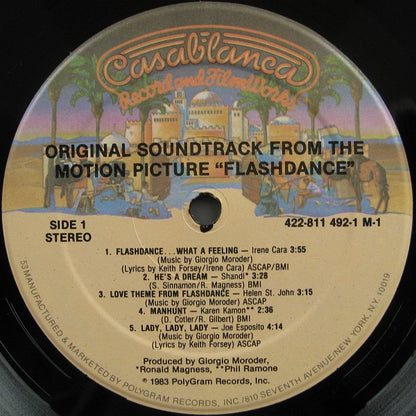 Casablanca
Record and FilmWorks
ORIGINAL SOUNDTRACK FROM THE
MOTION PICTURE "FLASHDANCE"
SIDE 1
STEREO
422-811 492-1 M-1
1. FLASHDANCE...WHAT A FEELING — Irene Cara 3:55
(Music by Giorgio Moroder)
(Lyrics by Keith Forsey/Irene Cara) ASCAP/BMI
2. HE'S A DREAM — Shandi* 3:28
(S. Sinnamon/R. Magness) BMI
3. LOVE THEME FROM FLASHDANCE — Helen St. John 3:15
(Music by Giorgio Moroder) ASCAP
4. MANHUNT — Karen Kamon** 2:36
(D. Cotler/R. Gilbert) BMI
5. LADY, LADY, LADY — Joe Esposito 4:14
(Music by Giorgio Moroder)
(Lyrics by Keith Forsey) ASCAP
Produced by Giorgio Moroder,
*Ronald Magness, **Phil Ramone
℗ 1983 PolyGram Records, Inc.
53 MANUFACTURED & MARKETED BY POLYGRAM RECORDS, INC./810 SEVENTH AVENUE/NEW YORK, N.Y. 10019